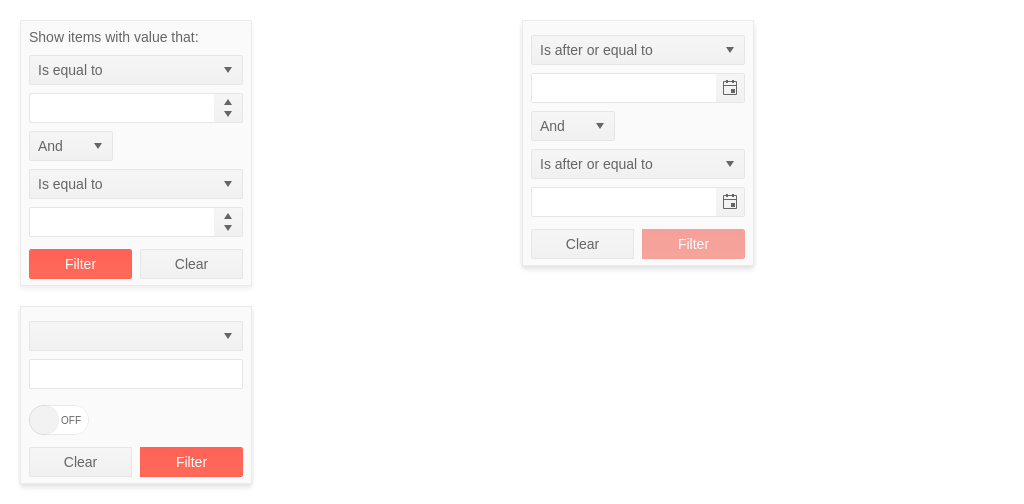 Show items with value that:
Is equal to
And
Is equal to
Filter
Clear
Is after or equal to
And
Is after or equal to
Clear
Filter
OFF
Clear
Filter